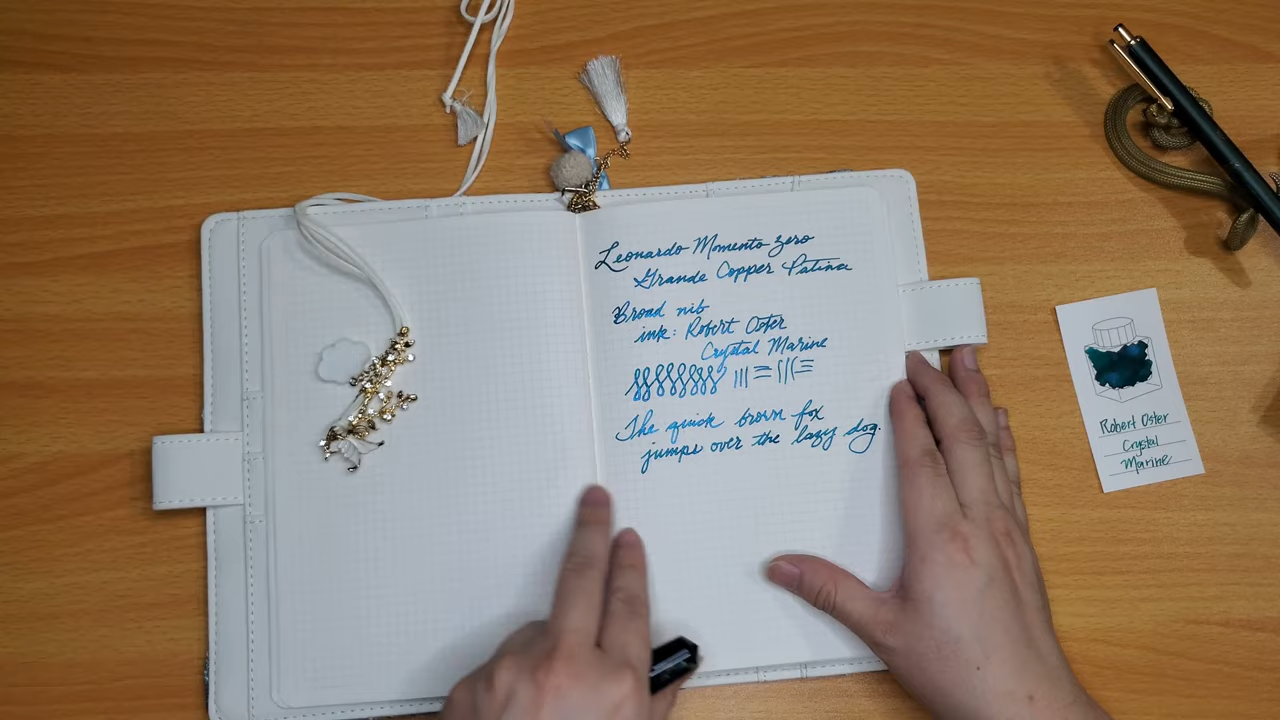 Leonardo Momento Zero
Grande Copper Patina
Broad nib
ink: Robert Oster
Crystal Marine
The quick brown fox
jumps over the lazy dog.
Robert Oster
Crystal
Marine